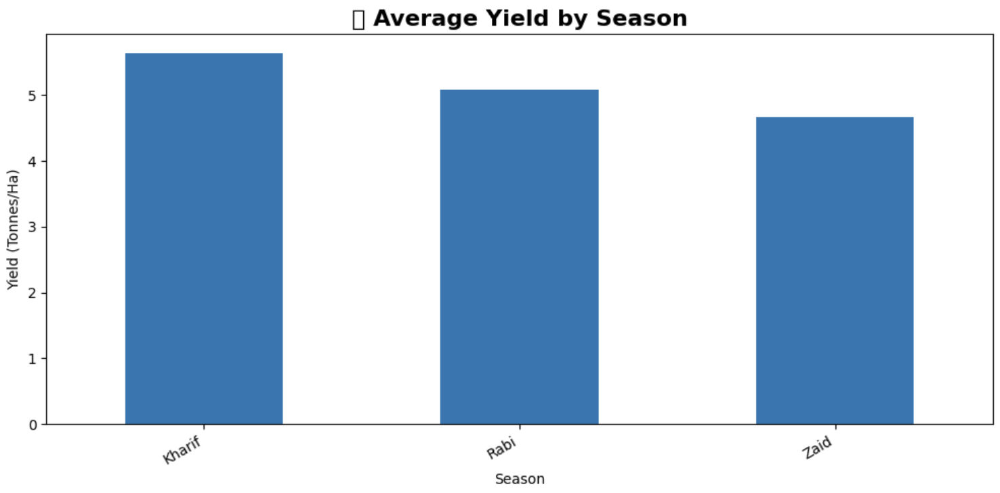 ▯ Average Yield by Season
Yield (Tonnes/Ha)
5
4
3
2
1
0
Kharif
Rabi
Zaid
Season